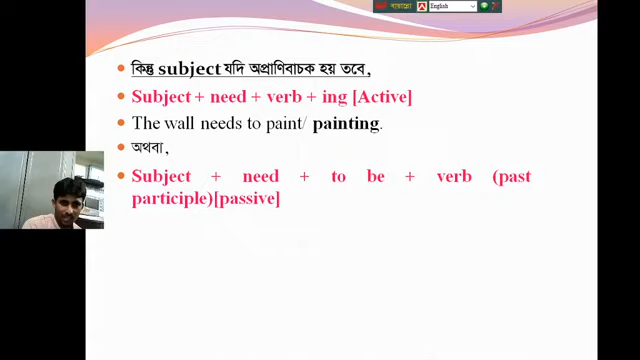 বায়ান্নো English
কিন্তু subject যদি অপ্রাণিবাচক হয় তবে,
Subject + need + verb + ing [Active]
The wall needs to paint/ painting.
অথবা,
Subject + need + to be + verb (past
participle)[passive]